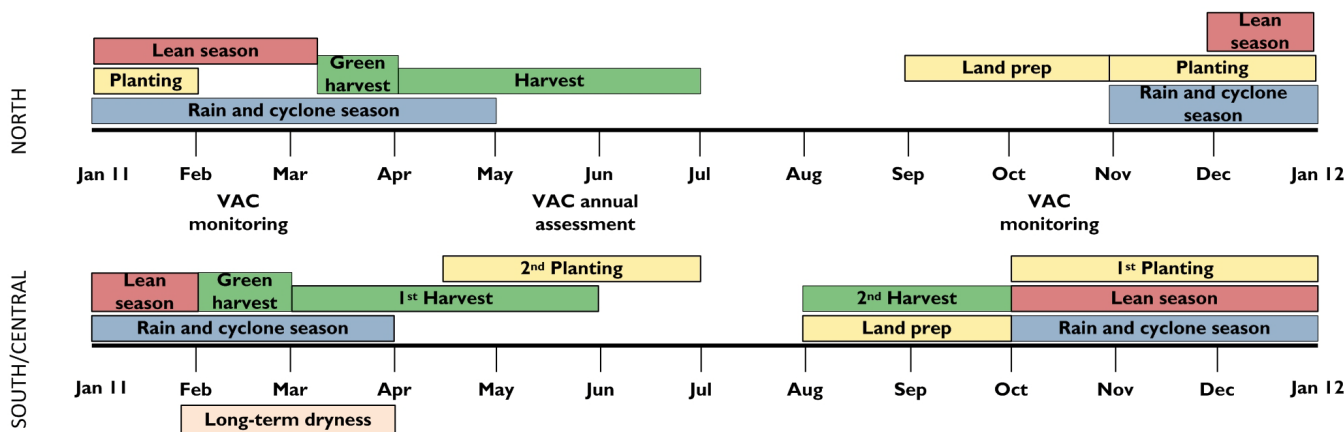 Lean
season
Lean season
Green
harvest
Planting
Harvest
Land prep
Planting
Rain and cyclone season
Rain and cyclone
season
NORTH
Jan 11 Feb Mar Apr May Jun Jul Aug Sep Oct Nov Dec Jan 12
VAC
monitoring
VAC annual
assessment
VAC
monitoring
2nd Planting
1st Planting
Lean
season
Green
harvest
1st Harvest
2nd Harvest
Lean season
Rain and cyclone season
Land prep
Rain and cyclone season
SOUTH/CENTRAL
Jan 11 Feb Mar Apr May Jun Jul Aug Sep Oct Nov Dec Jan 12
Long-term dryness